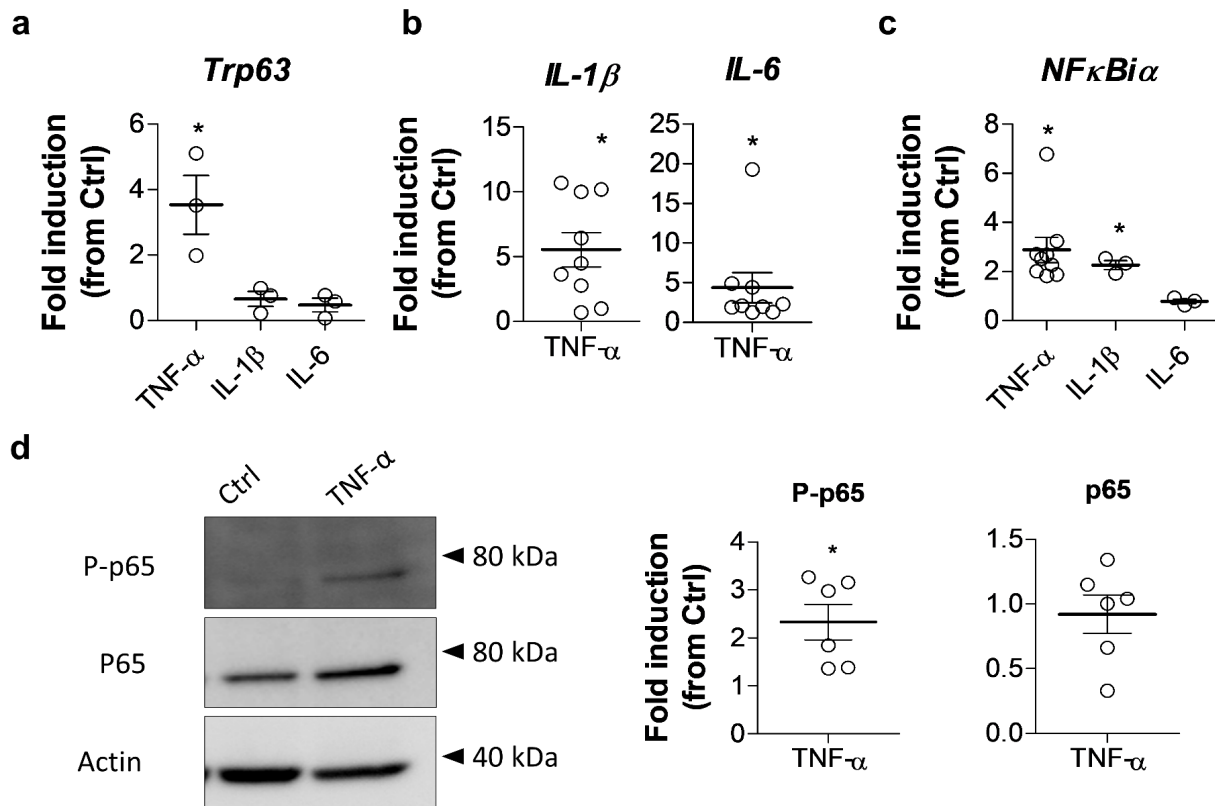 a
Trp63
Fold induction
(from Ctrl)
6
4
2
0
*
TNF-α
IL-1β
IL-6
b
IL-1β
Fold induction
(from Ctrl)
15
10
5
0
*
TNF-α
IL-6
25
20
15
10
5
0
*
TNF-α
c
NFκBiα
Fold induction
(from Ctrl)
8
6
4
2
0
*
*
TNF-α
IL-1β
IL-6
d
Ctrl
TNF-α
P-p65
80 kDa
P65
80 kDa
Actin
40 kDa
P-p65
Fold induction
(from Ctrl)
4
3
2
1
0
*
TNF-α
p65
1.5
1.0
0.5
0.0
TNF-α